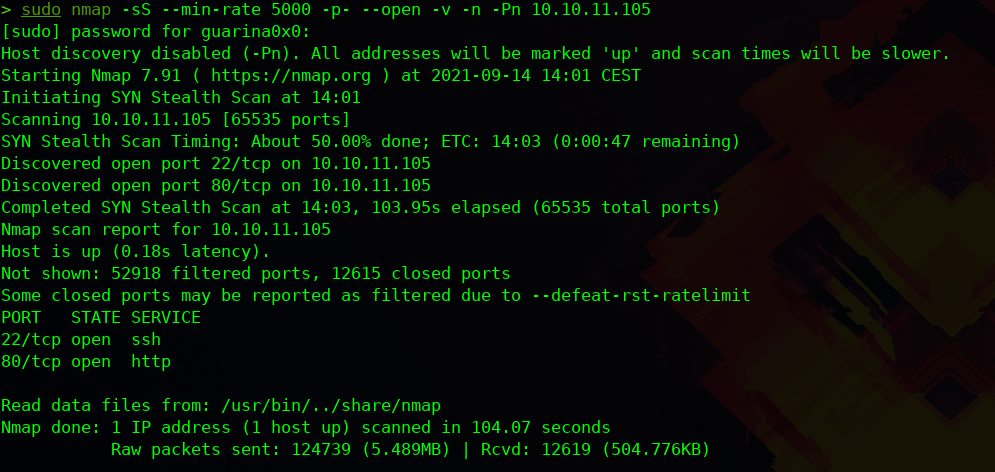 > sudo nmap -sS --min-rate 5000 -p- --open -v -n -Pn 10.10.11.105
[sudo] password for guarina0x0:
Host discovery disabled (-Pn). All addresses will be marked 'up' and scan times will be slower.
Starting Nmap 7.91 ( https://nmap.org ) at 2021-09-14 14:01 CEST
Initiating SYN Stealth Scan at 14:01
Scanning 10.10.11.105 [65535 ports]
SYN Stealth Scan Timing: About 50.00% done; ETC: 14:03 (0:00:47 remaining)
Discovered open port 22/tcp on 10.10.11.105
Discovered open port 80/tcp on 10.10.11.105
Completed SYN Stealth Scan at 14:03, 103.95s elapsed (65535 total ports)
Nmap scan report for 10.10.11.105
Host is up (0.18s latency).
Not shown: 52918 filtered ports, 12615 closed ports
Some closed ports may be reported as filtered due to --defeat-rst-ratelimit
PORT   STATE SERVICE
22/tcp open  ssh
80/tcp open  http
Read data files from: /usr/bin/../share/nmap
Nmap done: 1 IP address (1 host up) scanned in 104.07 seconds
           Raw packets sent: 124739 (5.489MB) | Rcvd: 12619 (504.776KB)